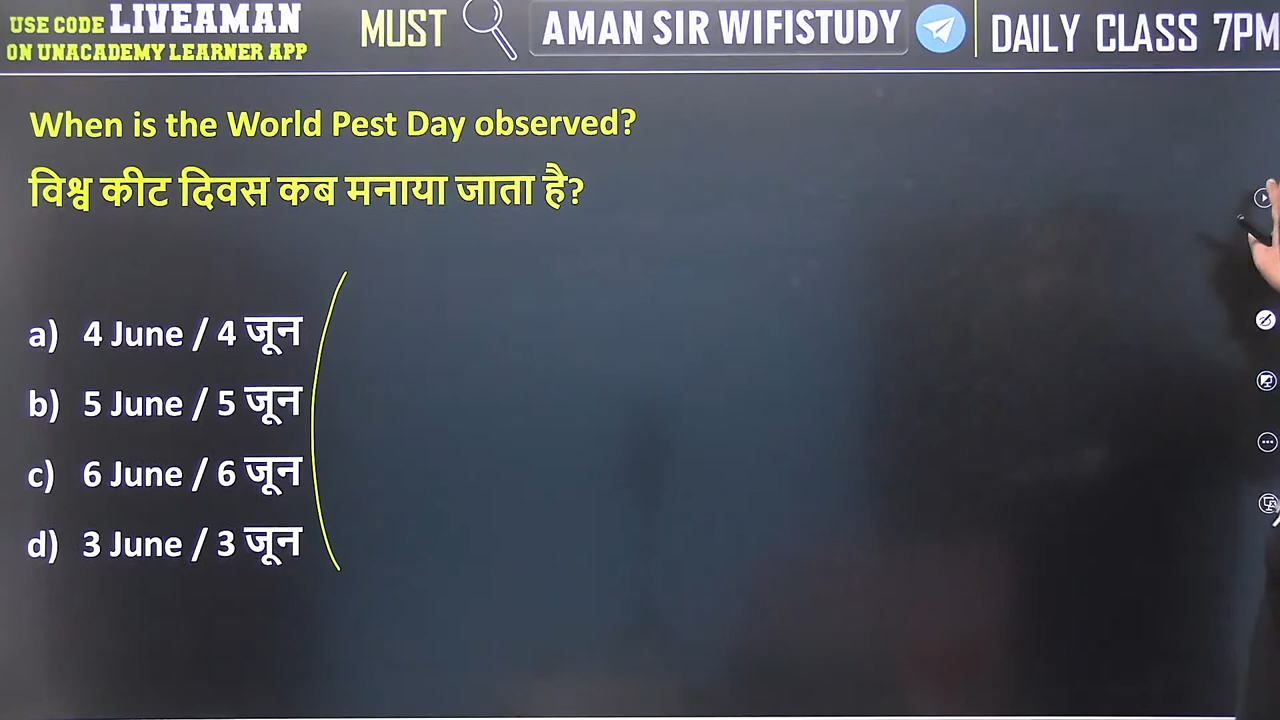 USE CODE LIVEAMAN
ON UNACADEMY LEARNER APP
MUST
AMAN SIR WIFISTUDY
DAILY CLASS 7PM
When is the World Pest Day observed?
विश्व कीट दिवस कब मनाया जाता है?
a) 4 June / 4 जून
b) 5 June / 5 जून
c) 6 June / 6 जून
d) 3 June / 3 जून